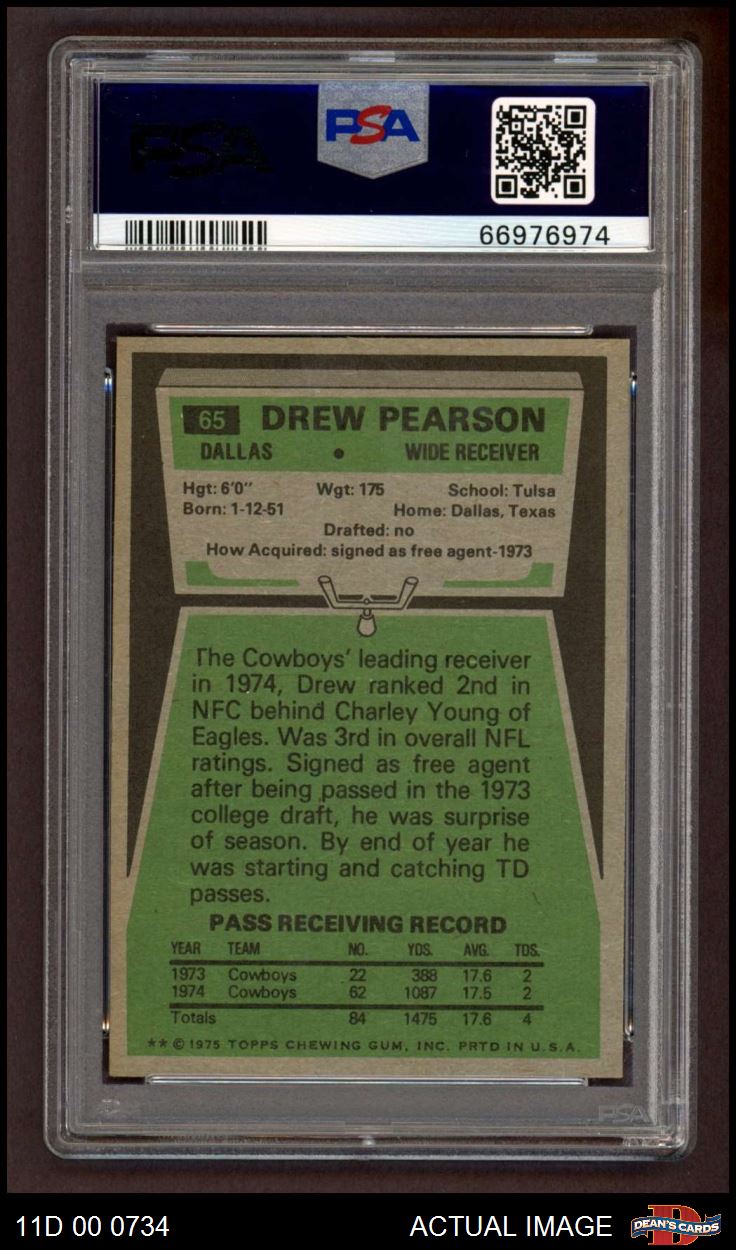 PSA
PSA
66976974
65 DREW PEARSON
DALLAS • WIDE RECEIVER
Hgt: 6'0" Wgt: 175 School: Tulsa
Born: 1-12-51 Home: Dallas, Texas
Drafted: no
How Acquired: signed as free agent-1973
The Cowboys' leading receiver
in 1974, Drew ranked 2nd in
NFC behind Charley Young of
Eagles. Was 3rd in overall NFL
ratings. Signed as free agent
after being passed in the 1973
college draft, he was surprise
of season. By end of year he
was starting and catching TD
passes.
PASS RECEIVING RECORD
YEAR TEAM NO. YDS. AVG. TDS.
1973 Cowboys 22 388 17.6 2
1974 Cowboys 62 1087 17.5 2
Totals 84 1475 17.6 4
** © 1975 TOPPS CHEWING GUM, INC. PRTD IN U.S.A.
PSA
11D 00 0734 ACTUAL IMAGE DEAN'S CARDS